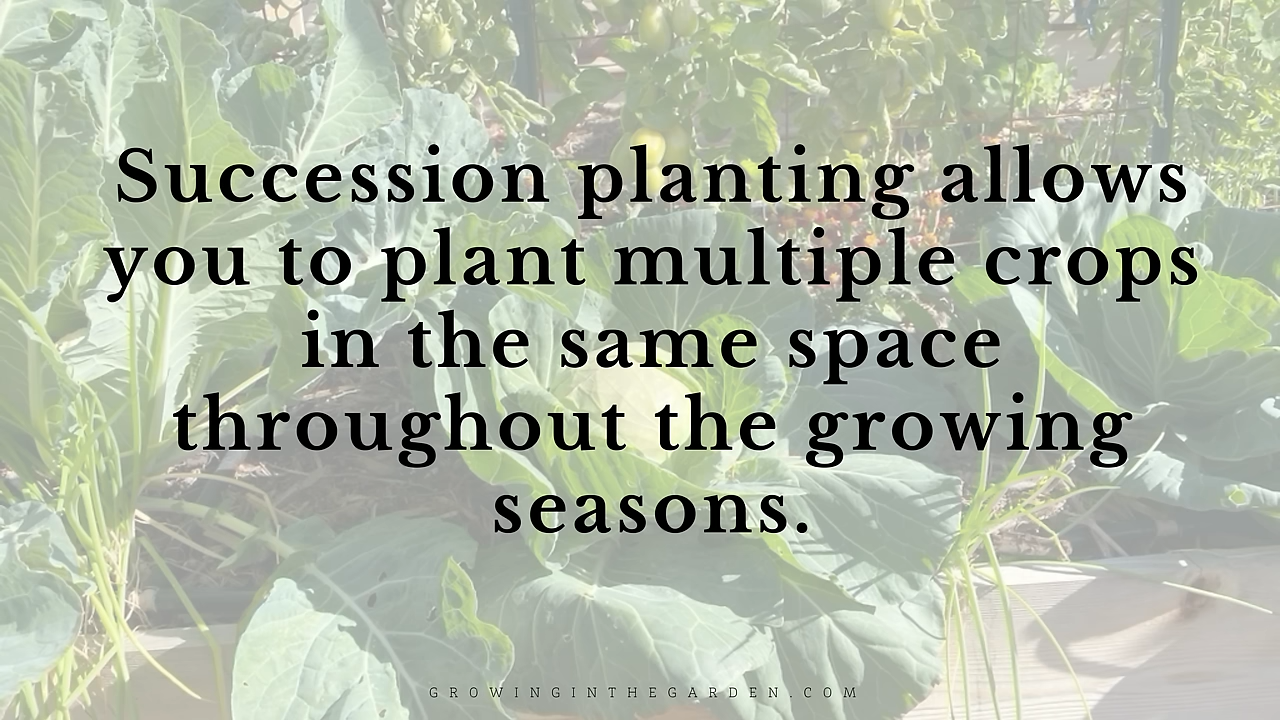 Succession planting allows
you to plant multiple crops
in the same space
throughout the growing
seasons.
GROWINGINTHEGARDEN.COM